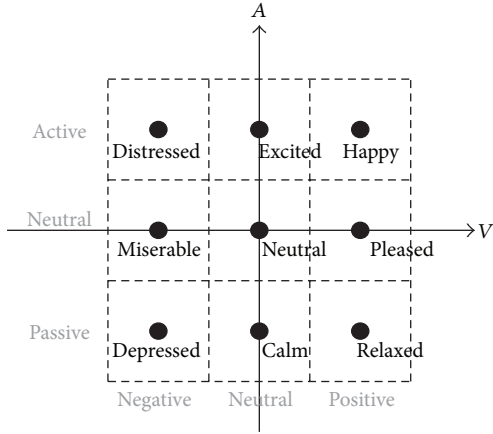 A
Active
Distressed Excited Happy
Neutral
V
Miserable Neutral Pleased
Passive
Depressed Calm Relaxed
Negative Neutral Positive